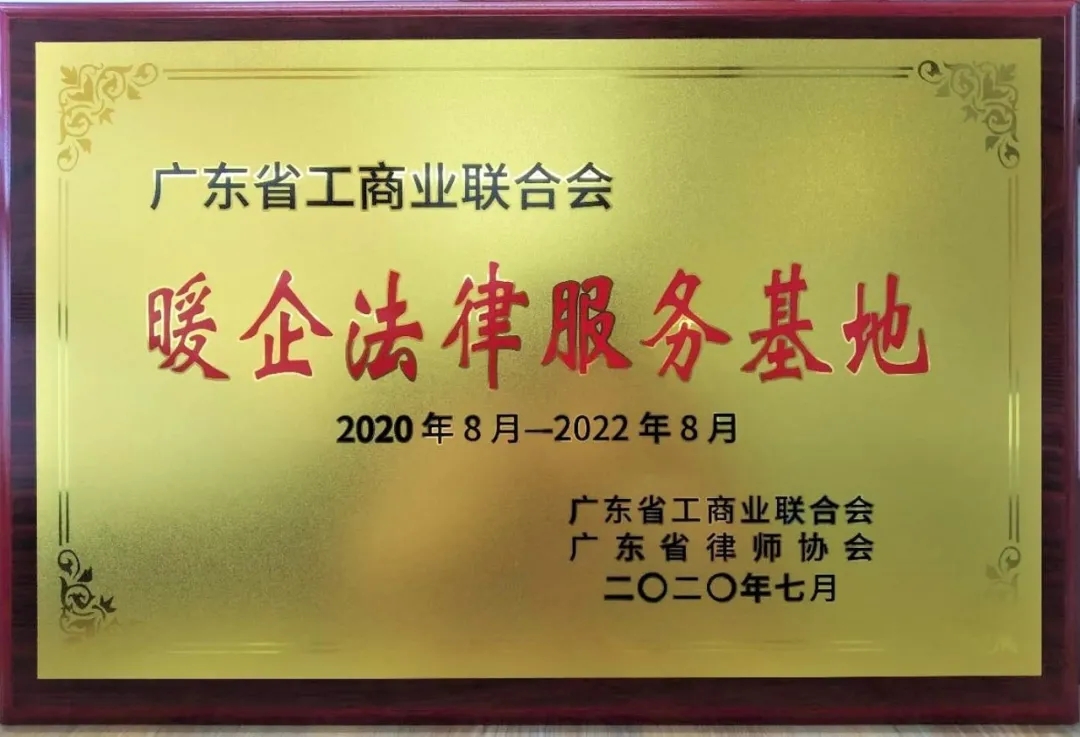 广东省工商业联合会
暖企法律服务基地
2020年8月—2022年8月
广东省工商业联合会
广东省律师协会
二〇二〇年七月